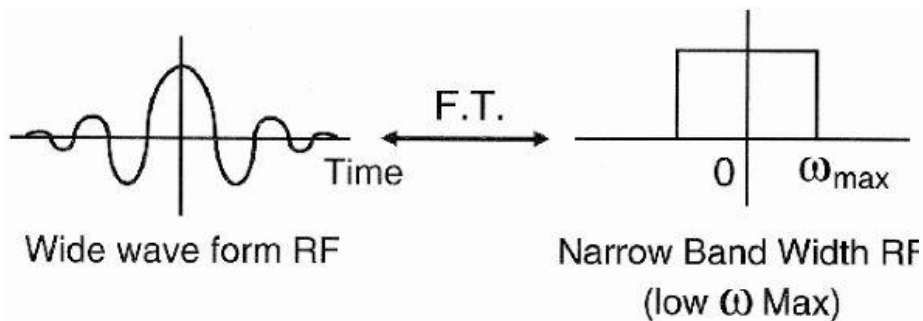 F.T.
Time
0
ωmax
Wide wave form RF
Narrow Band Width RF
(low ω Max)